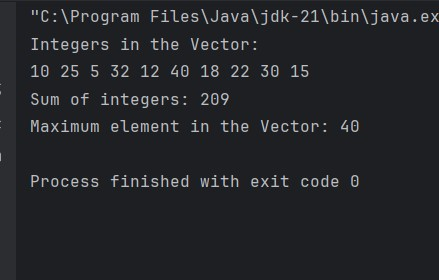 "C:\Program Files\Java\jdk-21\bin\java.ex
Integers in the Vector:
10 25 5 32 12 40 18 22 30 15
Sum of integers: 209
Maximum element in the Vector: 40
Process finished with exit code 0